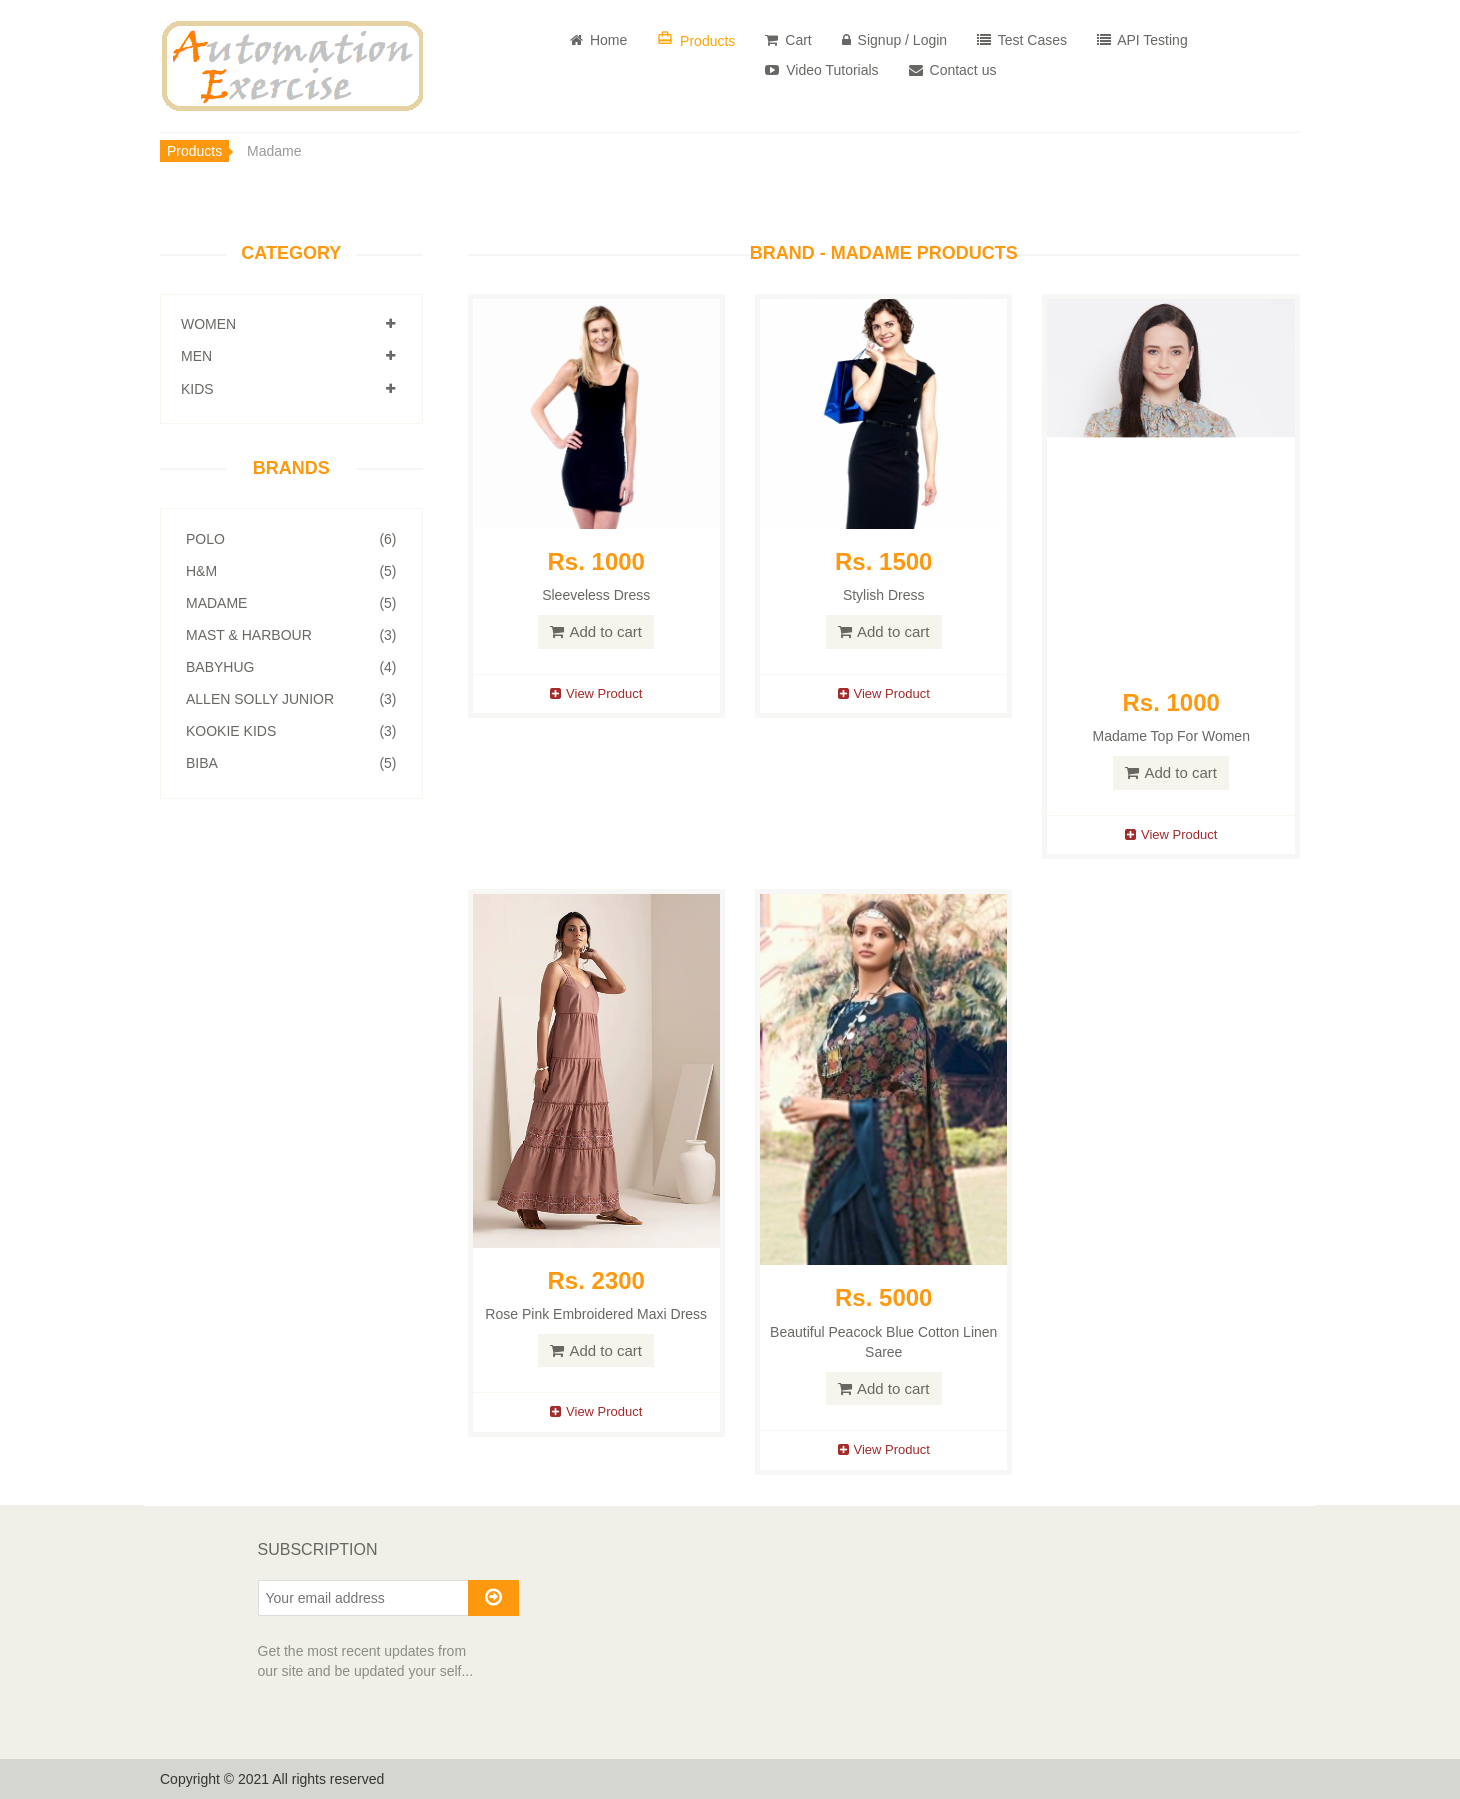 Automation
Exercise
Home
Products
Cart
Signup / Login
Test Cases
API Testing
Video Tutorials
Contact us
Products
Madame
CATEGORY
WOMEN
MEN
KIDS
BRANDS
POLO (6)
H&M (5)
MADAME (5)
MAST & HARBOUR (3)
BABYHUG (4)
ALLEN SOLLY JUNIOR (3)
KOOKIE KIDS (3)
BIBA (5)
BRAND - MADAME PRODUCTS
Rs. 1000
Sleeveless Dress
Add to cart
View Product
Rs. 1500
Stylish Dress
Add to cart
View Product
Rs. 1000
Madame Top For Women
Add to cart
View Product
Rs. 2300
Rose Pink Embroidered Maxi Dress
Add to cart
View Product
Rs. 5000
Beautiful Peacock Blue Cotton Linen
Saree
Add to cart
View Product
SUBSCRIPTION
Your email address
Get the most recent updates from
our site and be updated your self...
Copyright © 2021 All rights reserved